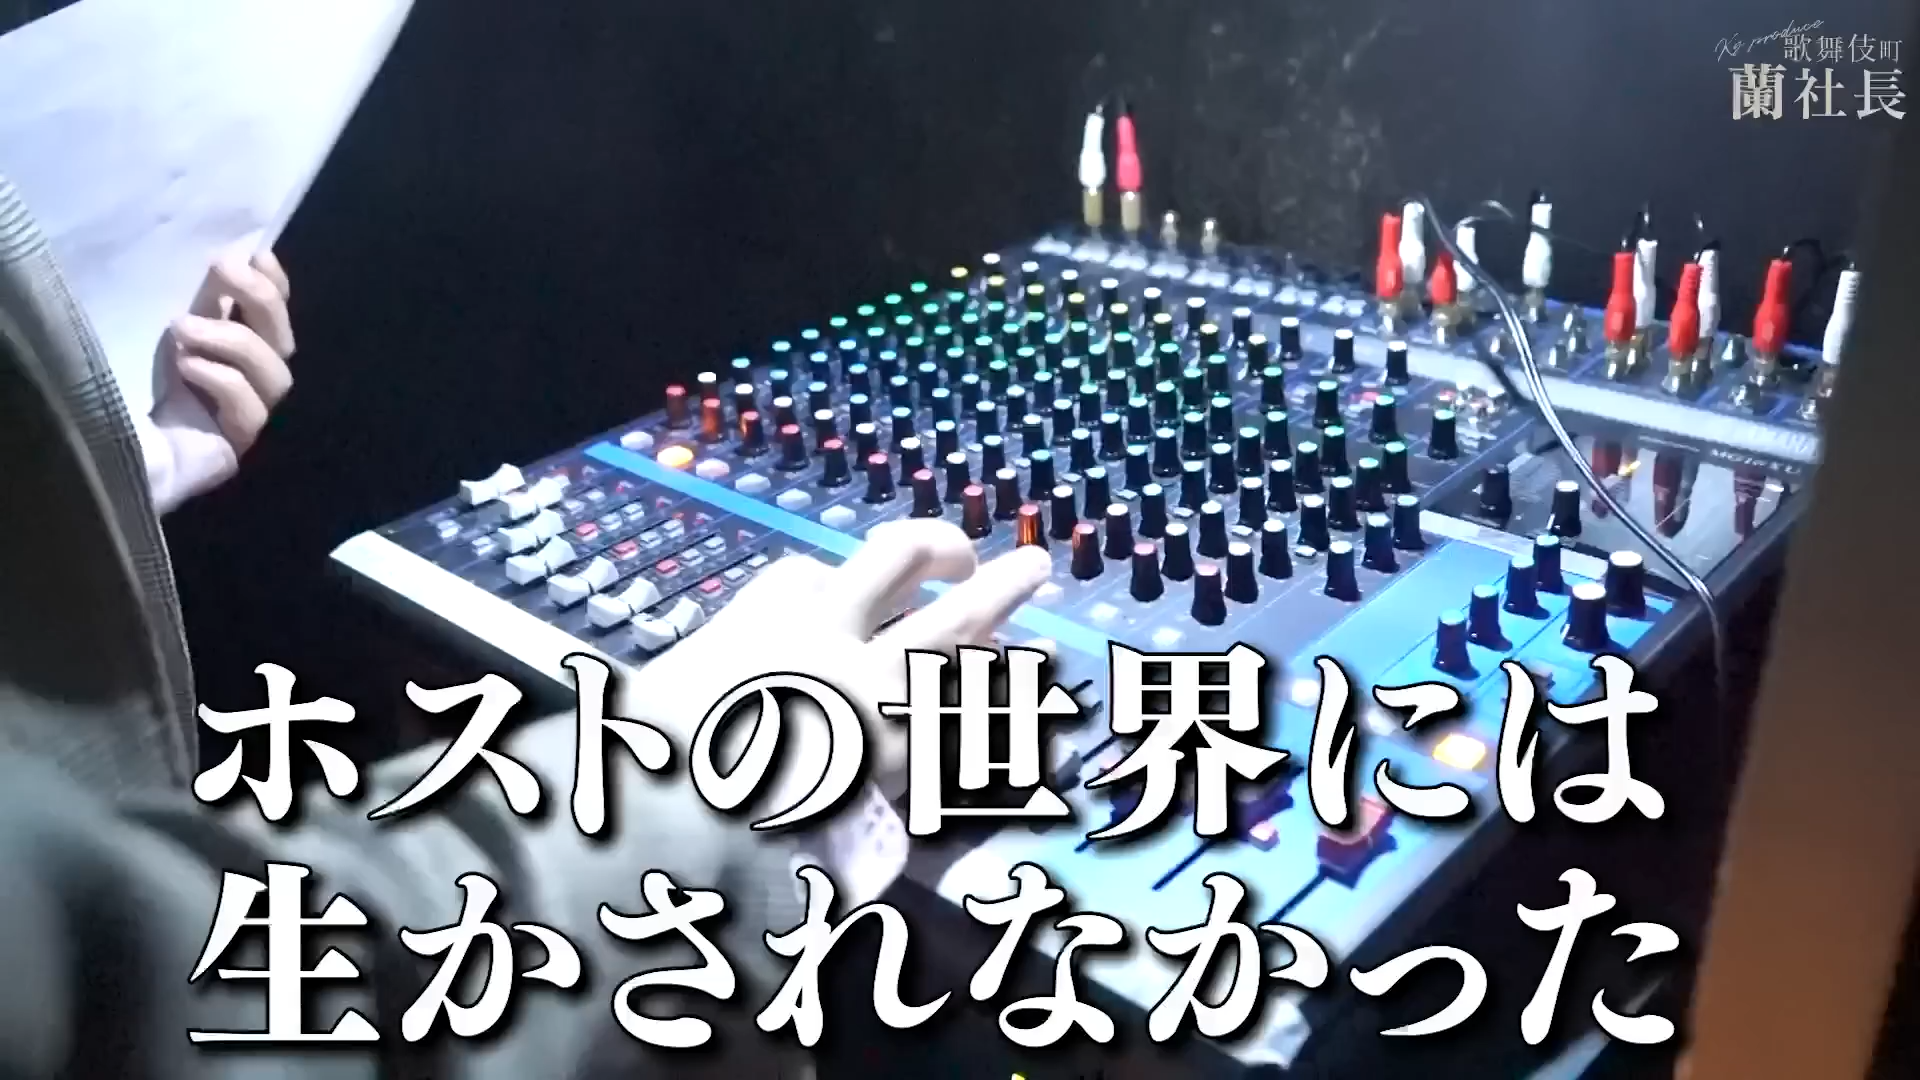 K's produce
歌舞伎町
蘭社長
MG16XU
ホストの世界には
生かされなかった